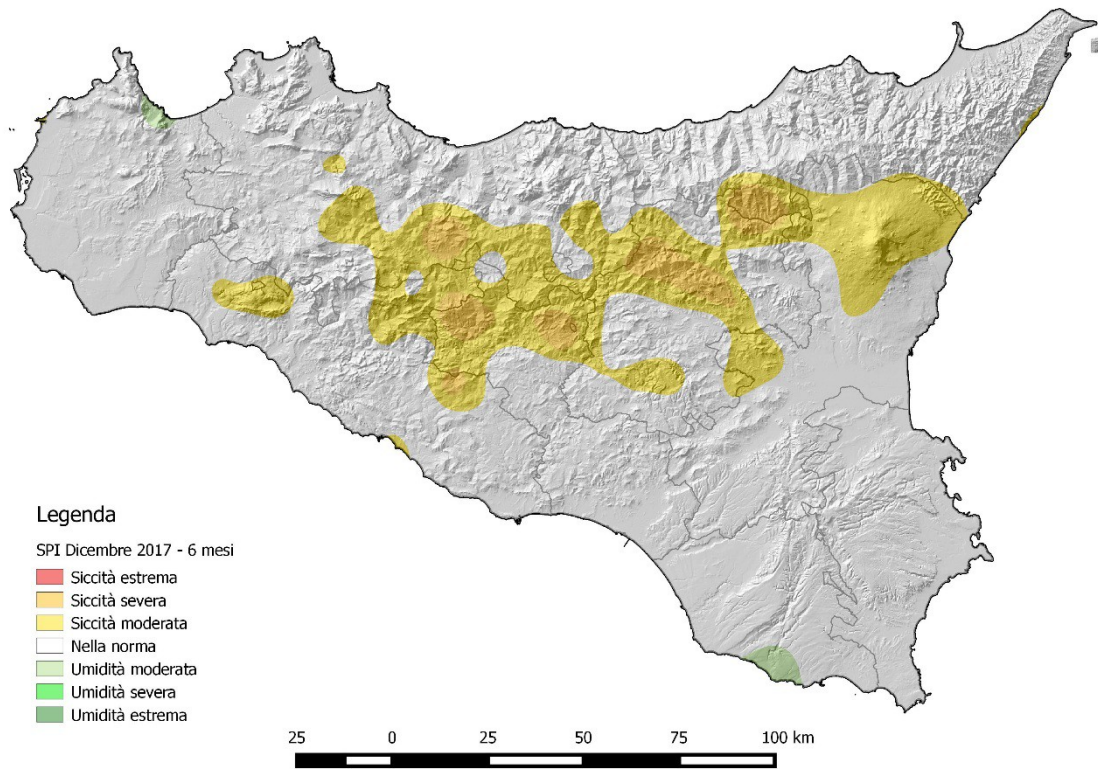 Legenda
SPI Dicembre 2017 - 6 mesi
Siccità estrema
Siccità severa
Siccità moderata
Nella norma
Umidità moderata
Umidità severa
Umidità estrema
25 0 25 50 75 100 km